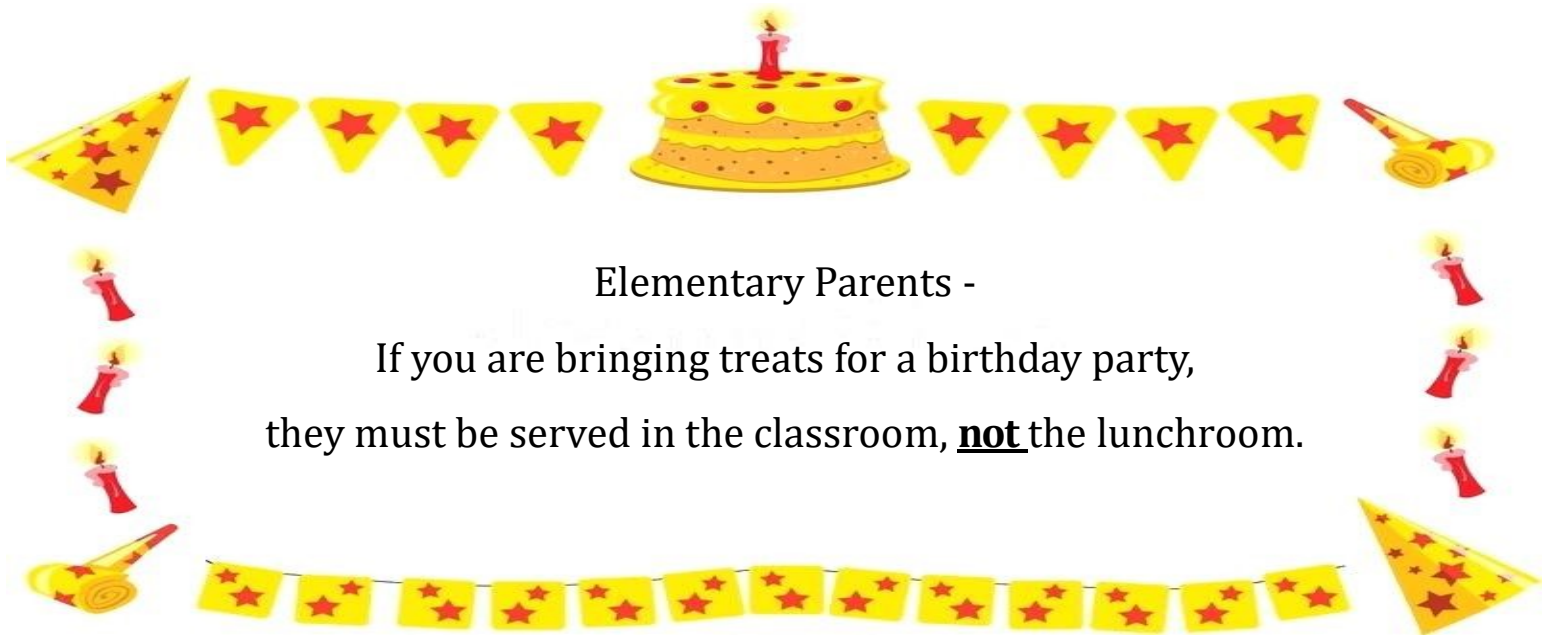 Elementary Parents -
If you are bringing treats for a birthday party,
they must be served in the classroom, not the lunchroom.